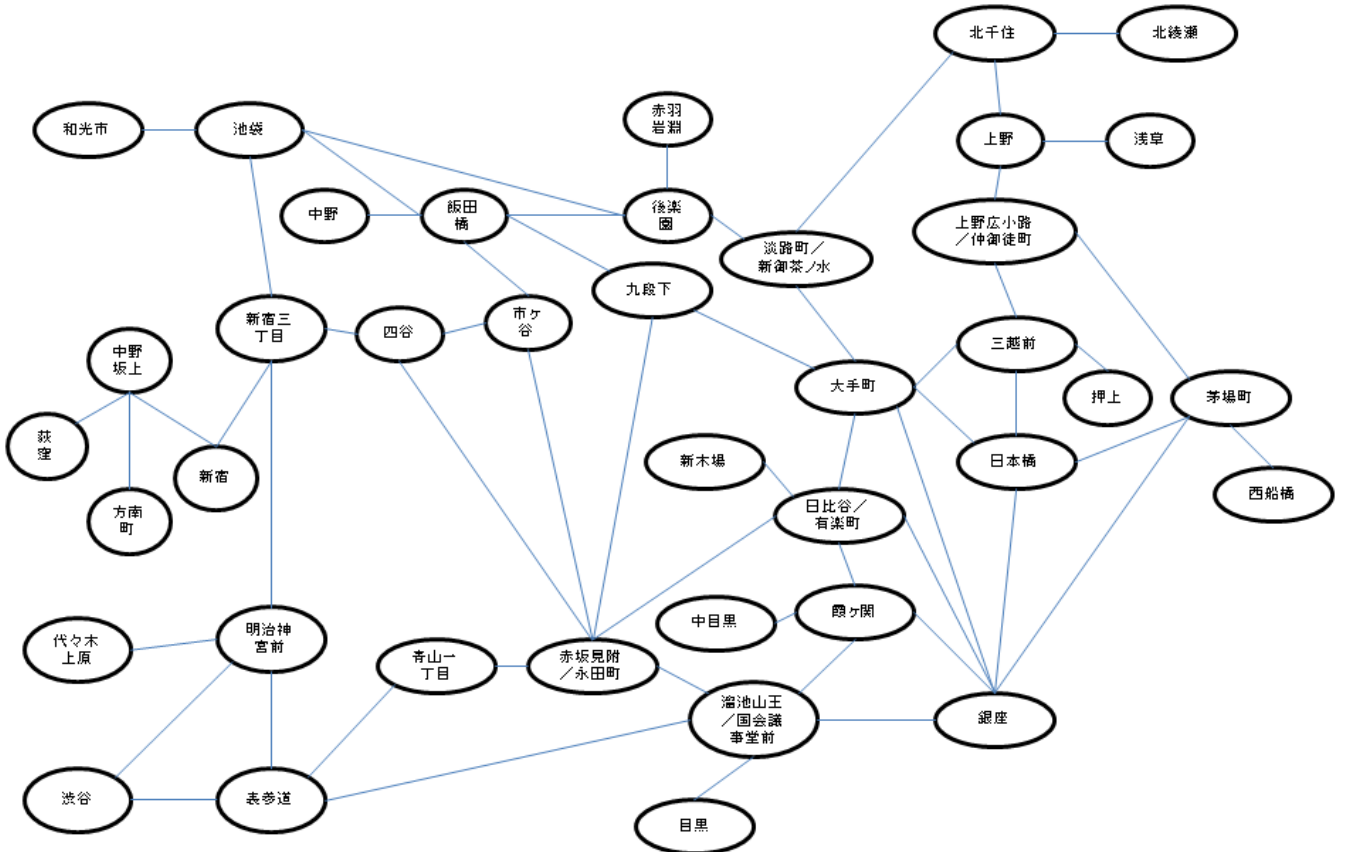 北千住
北綾瀬
和光市
池袋
赤羽
岩淵
上野
浅草
中野
飯田
橋
後楽
園
上野広小路
／仲御徒町
淡路町／
新御茶ノ水
九段下
新宿三
丁目
四谷
市ヶ
谷
三越前
中野
坂上
大手町
押上
茅場町
荻
窪
新宿
新木場
日本橋
西船橋
方南
町
日比谷／
有楽町
中目黒
霞ヶ関
代々木
上原
明治神
宮前
青山一
丁目
赤坂見附
／永田町
溜池山王
／国会議
事堂前
銀座
渋谷
表参道
目黒